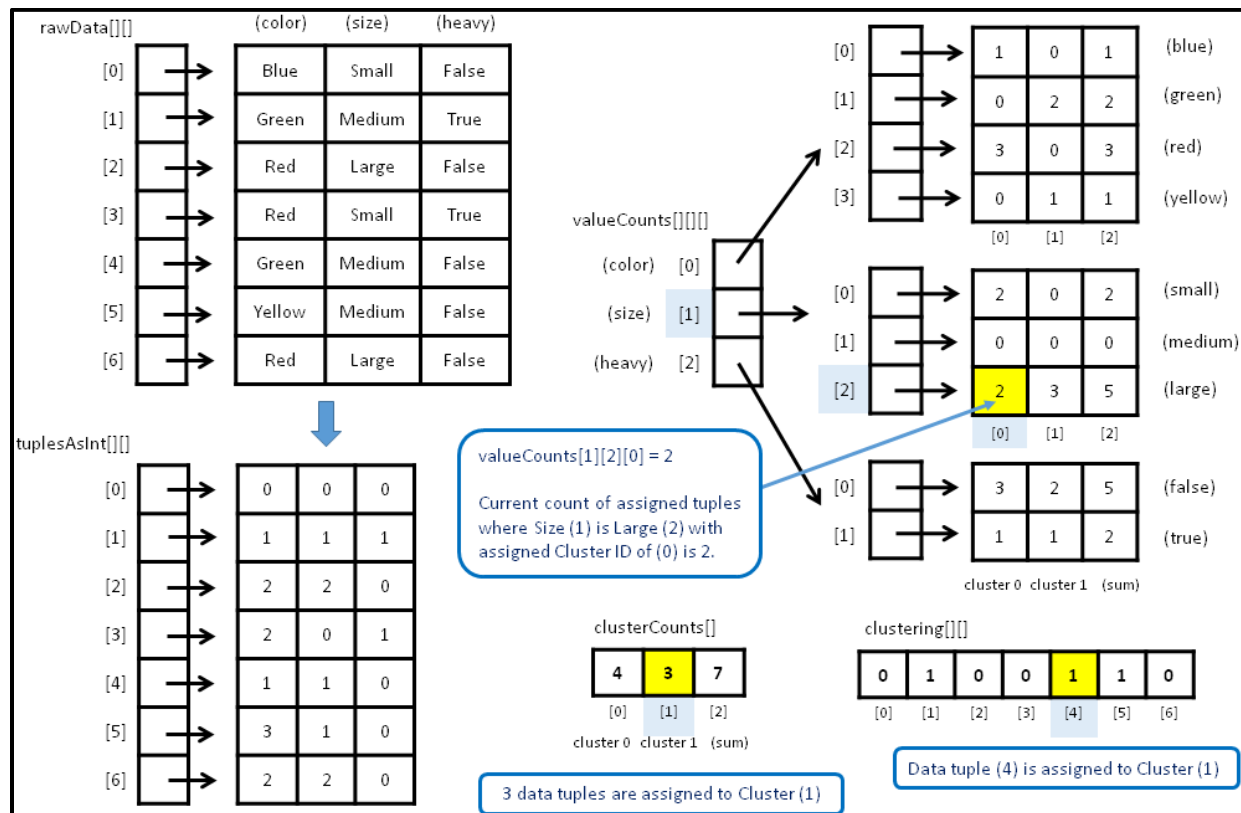 rawData[][]
(color) (size) (heavy)
[0] Blue Small False
[1] Green Medium True
[2] Red Large False
[3] Red Small True
[4] Green Medium False
[5] Yellow Medium False
[6] Red Large False
tuplesAsInt[][]
[0] 0 0 0
[1] 1 1 1
[2] 2 2 0
[3] 2 0 1
[4] 1 1 0
[5] 3 1 0
[6] 2 2 0
valueCounts[][][]
(color) [0]
(size) [1]
(heavy) [2]
[0] 1 0 1 (blue)
[1] 0 2 2 (green)
[2] 3 0 3 (red)
[3] 0 1 1 (yellow)
[0] [1] [2]
[0] 2 0 2 (small)
[1] 0 0 0 (medium)
[2] 2 3 5 (large)
[0] [1] [2]
[0] 3 2 5 (false)
[1] 1 1 2 (true)
cluster 0 cluster 1 (sum)
valueCounts[1][2][0] = 2
Current count of assigned tuples
where Size (1) is Large (2) with
assigned Cluster ID of (0) is 2.
clusterCounts[]
4 3 7
[0] [1] [2]
cluster 0 cluster 1 (sum)
3 data tuples are assigned to Cluster (1)
clustering[][]
0 1 0 0 1 1 0
[0] [1] [2] [3] [4] [5] [6]
Data tuple (4) is assigned to Cluster (1)